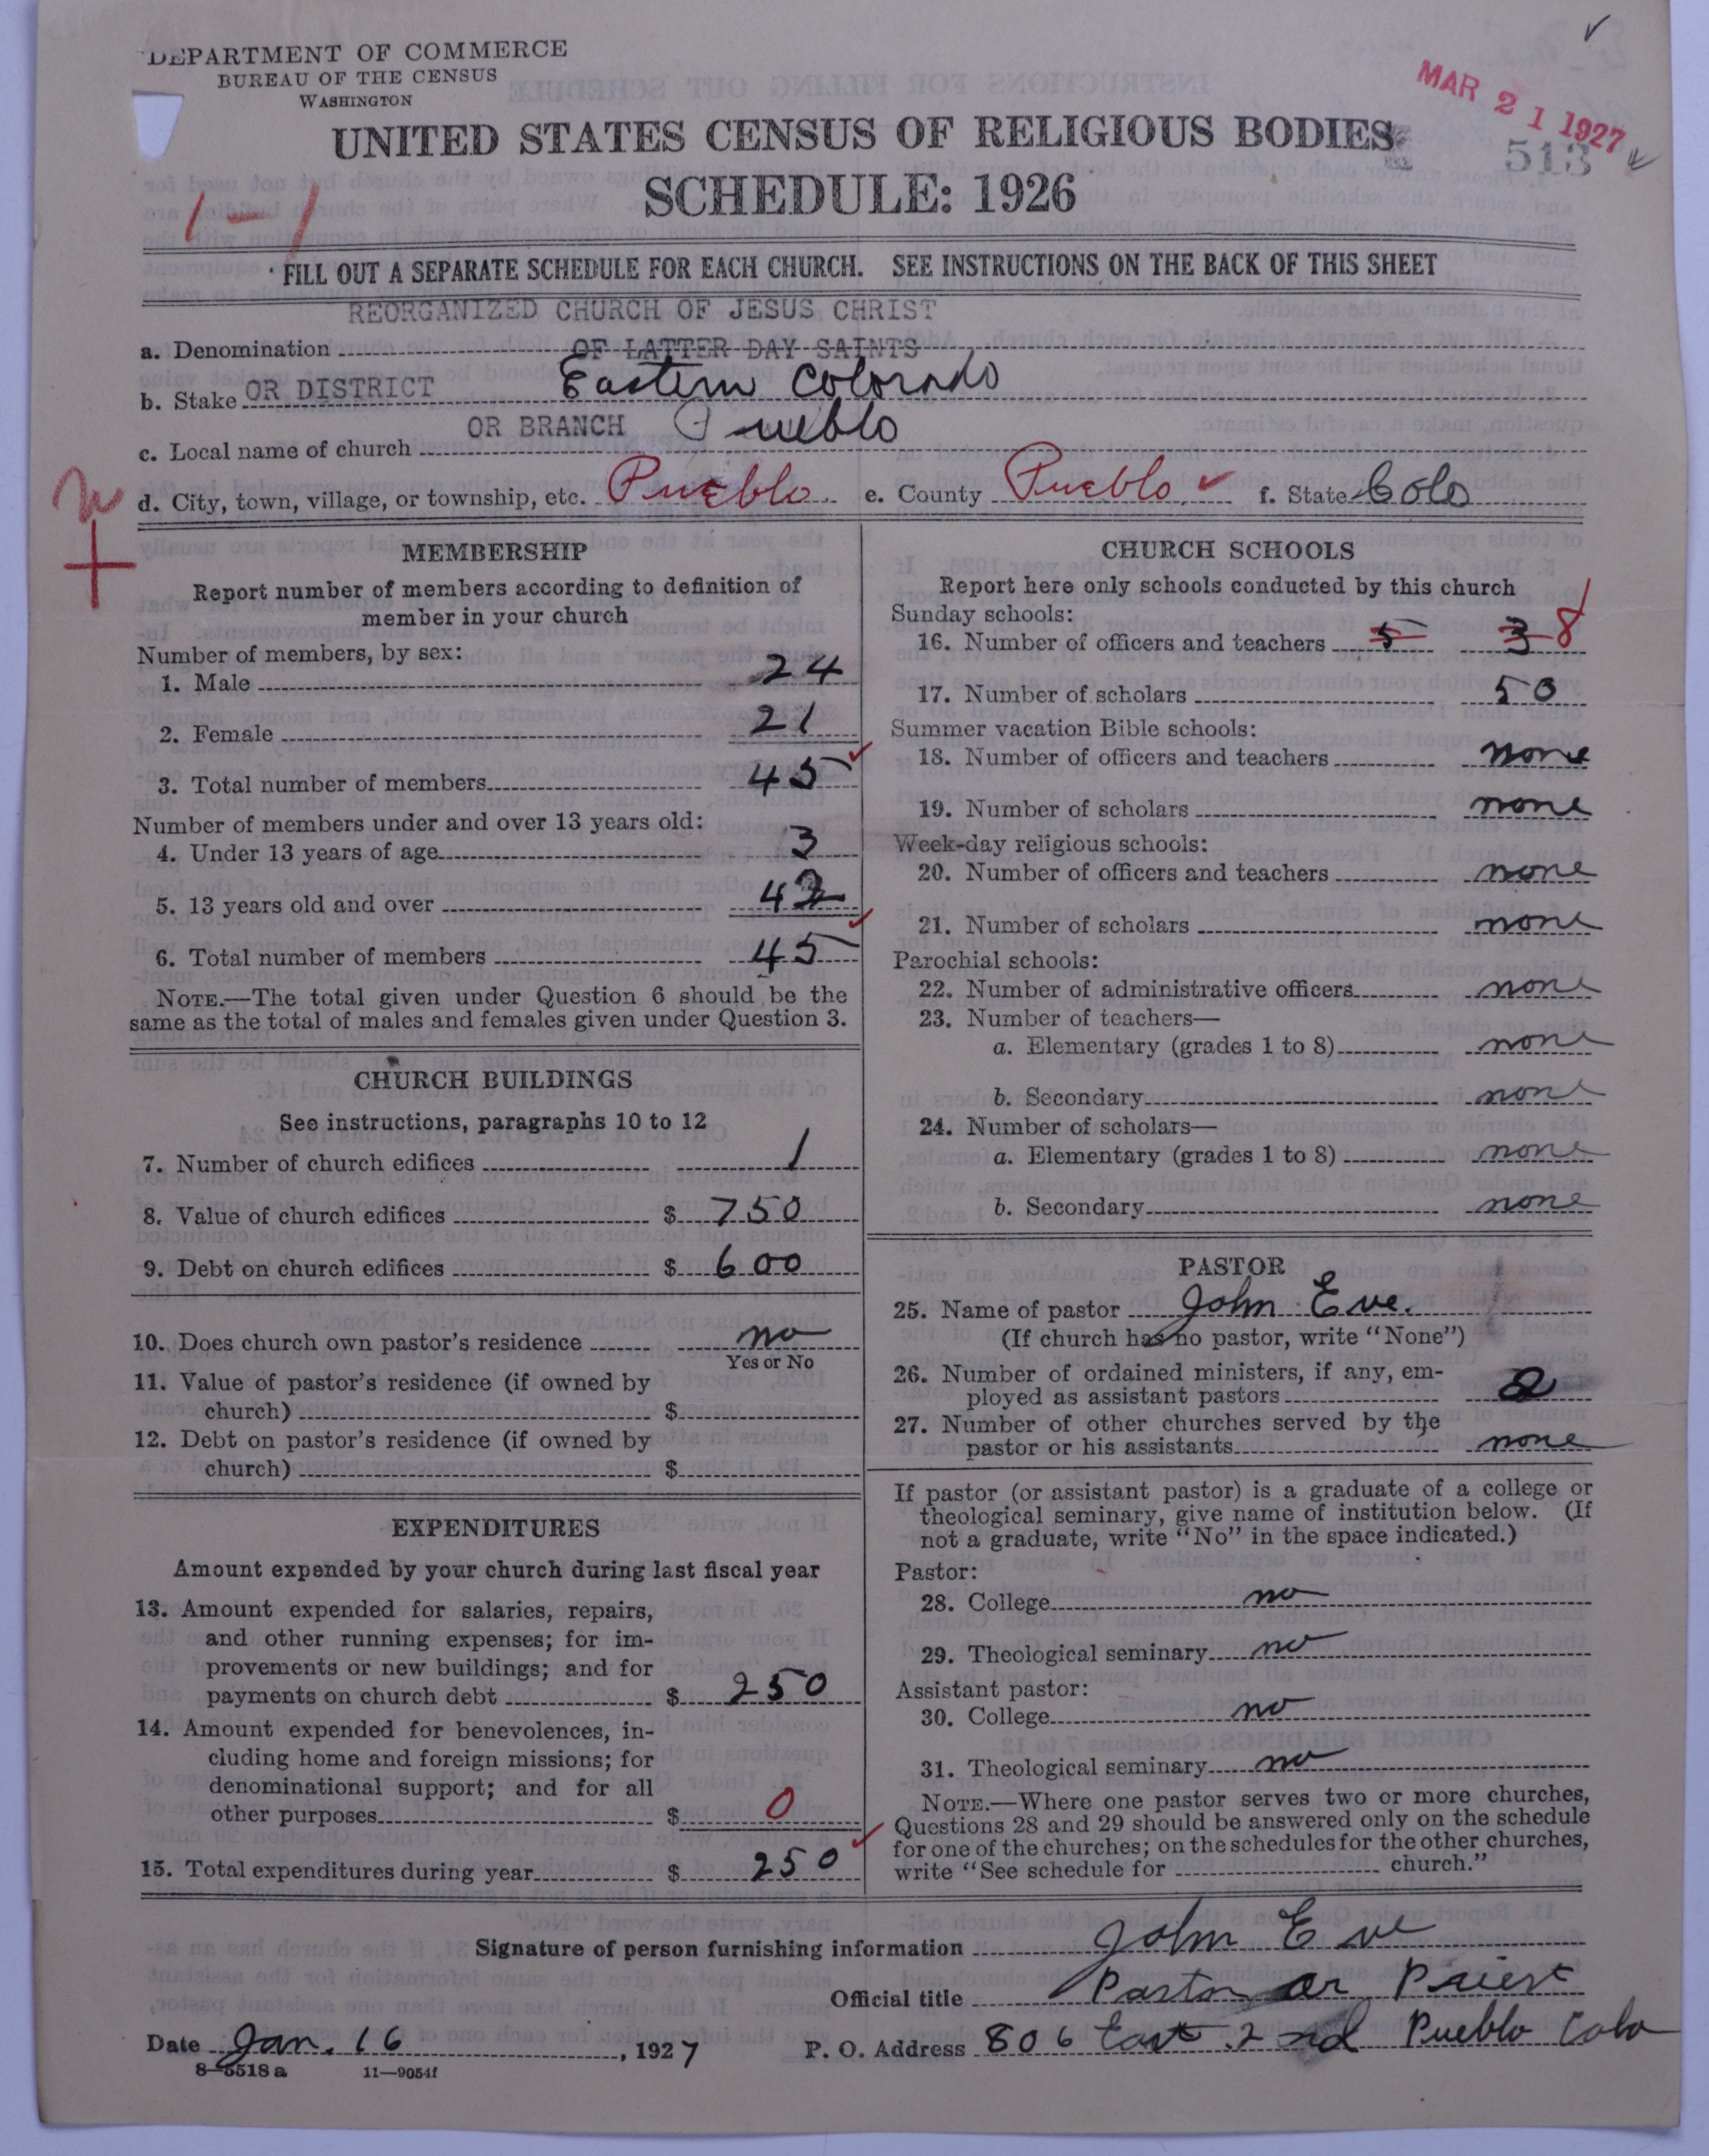 DEPARTMENT OF COMMERCE
BUREAU OF THE CENSUS
WASHINGTON
MAR 21 1927
513
UNITED STATES CENSUS OF RELIGIOUS BODIES
SCHEDULE: 1926
1-1
FILL OUT A SEPARATE SCHEDULE FOR EACH CHURCH. SEE INSTRUCTIONS ON THE BACK OF THIS SHEET
REORGANIZED CHURCH OF JESUS CHRIST
a. Denomination OF LATTER DAY SAINTS
b. Stake OR DISTRICT Eastern Colorado
c. Local name of church OR BRANCH Pueblo
d. City, town, village, or township, etc. Pueblo e. County Pueblo f. State Colo
MEMBERSHIP
Report number of members according to definition of
member in your church
Number of members, by sex:
1. Male 24
2. Female 21
3. Total number of members 45
Number of members under and over 13 years old:
4. Under 13 years of age 3
5. 13 years old and over 42
6. Total number of members 45
NOTE.—The total given under Question 6 should be the
same as the total of males and females given under Question 3.
CHURCH BUILDINGS
See instructions, paragraphs 10 to 12
7. Number of church edifices 1
8. Value of church edifices $ 750
9. Debt on church edifices $ 600
10. Does church own pastor's residence no
Yes or No
11. Value of pastor's residence (if owned by
church) $
12. Debt on pastor's residence (if owned by
church) $
EXPENDITURES
Amount expended by your church during last fiscal year
13. Amount expended for salaries, repairs,
and other running expenses; for im-
provements or new buildings; and for
payments on church debt $ 250
14. Amount expended for benevolences, in-
cluding home and foreign missions; for
denominational support; and for all
other purposes $ 0
15. Total expenditures during year $ 250
CHURCH SCHOOLS
Report here only schools conducted by this church
Sunday schools:
16. Number of officers and teachers 5 3 8
17. Number of scholars 50
Summer vacation Bible schools:
18. Number of officers and teachers none
19. Number of scholars none
Week-day religious schools:
20. Number of officers and teachers none
21. Number of scholars none
Parochial schools:
22. Number of administrative officers none
23. Number of teachers—
a. Elementary (grades 1 to 8) none
b. Secondary none
24. Number of scholars—
a. Elementary (grades 1 to 8) none
b. Secondary none
PASTOR
25. Name of pastor John Eve.
(If church has no pastor, write "None")
26. Number of ordained ministers, if any, em-
ployed as assistant pastors 2
27. Number of other churches served by the
pastor or his assistants none
If pastor (or assistant pastor) is a graduate of a college or
theological seminary, give name of institution below. (If
not a graduate, write "No" in the space indicated.)
Pastor:
28. College no
29. Theological seminary no
Assistant pastor:
30. College no
31. Theological seminary no
NOTE.—Where one pastor serves two or more churches,
Questions 28 and 29 should be answered only on the schedule
for one of the churches; on the schedules for the other churches,
write "See schedule for church."
Signature of person furnishing information John Eve
Official title Pastor or Priest
Date Jan. 16, 1927 P. O. Address 806 East 2nd Pueblo Colo
8-5518a 11-9054f